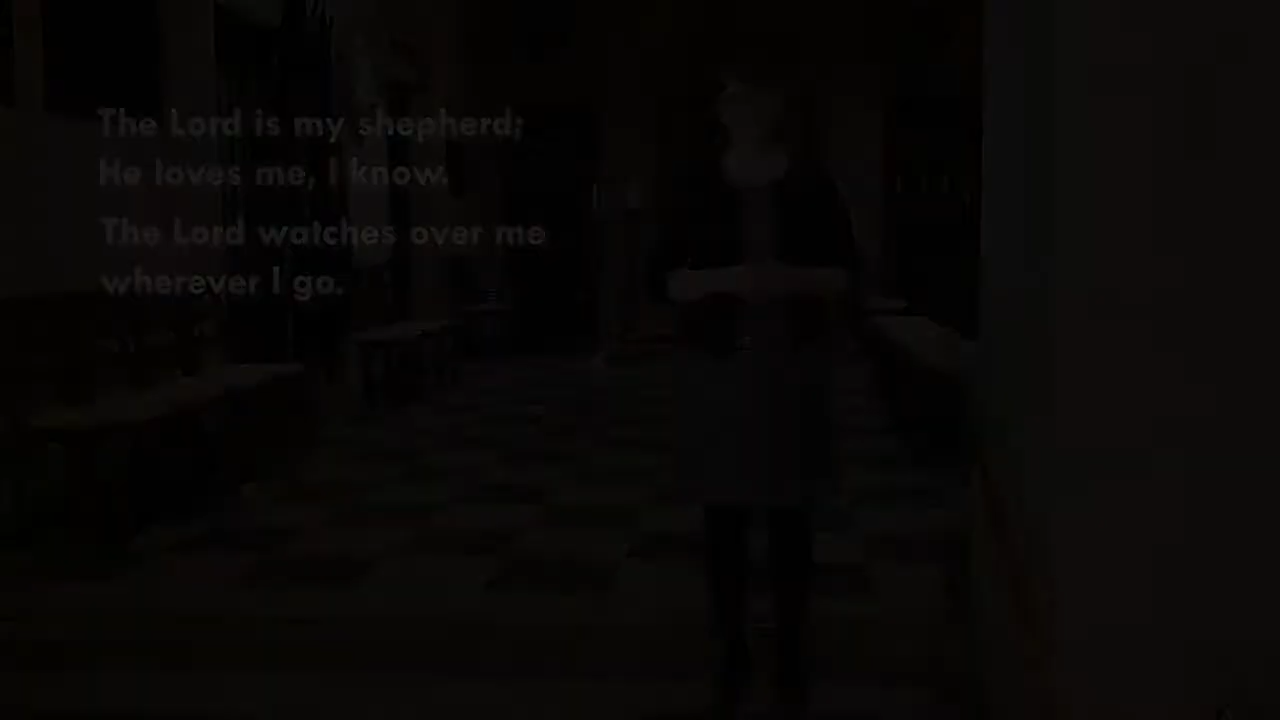 The Lord is my shepherd;
He loves me, I know.
The Lord watches over me
wherever I go.